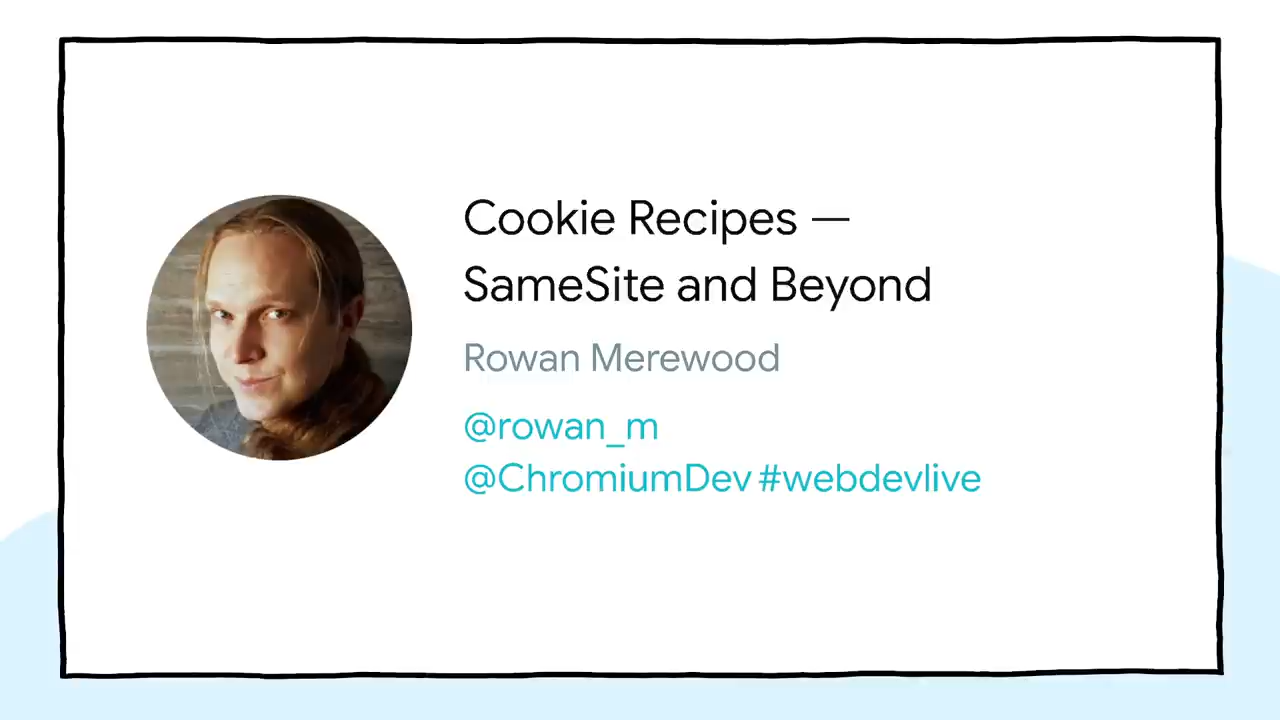 Cookie Recipes —
SameSite and Beyond
Rowan Merewood
@rowan_m
@ChromiumDev #webdevlive